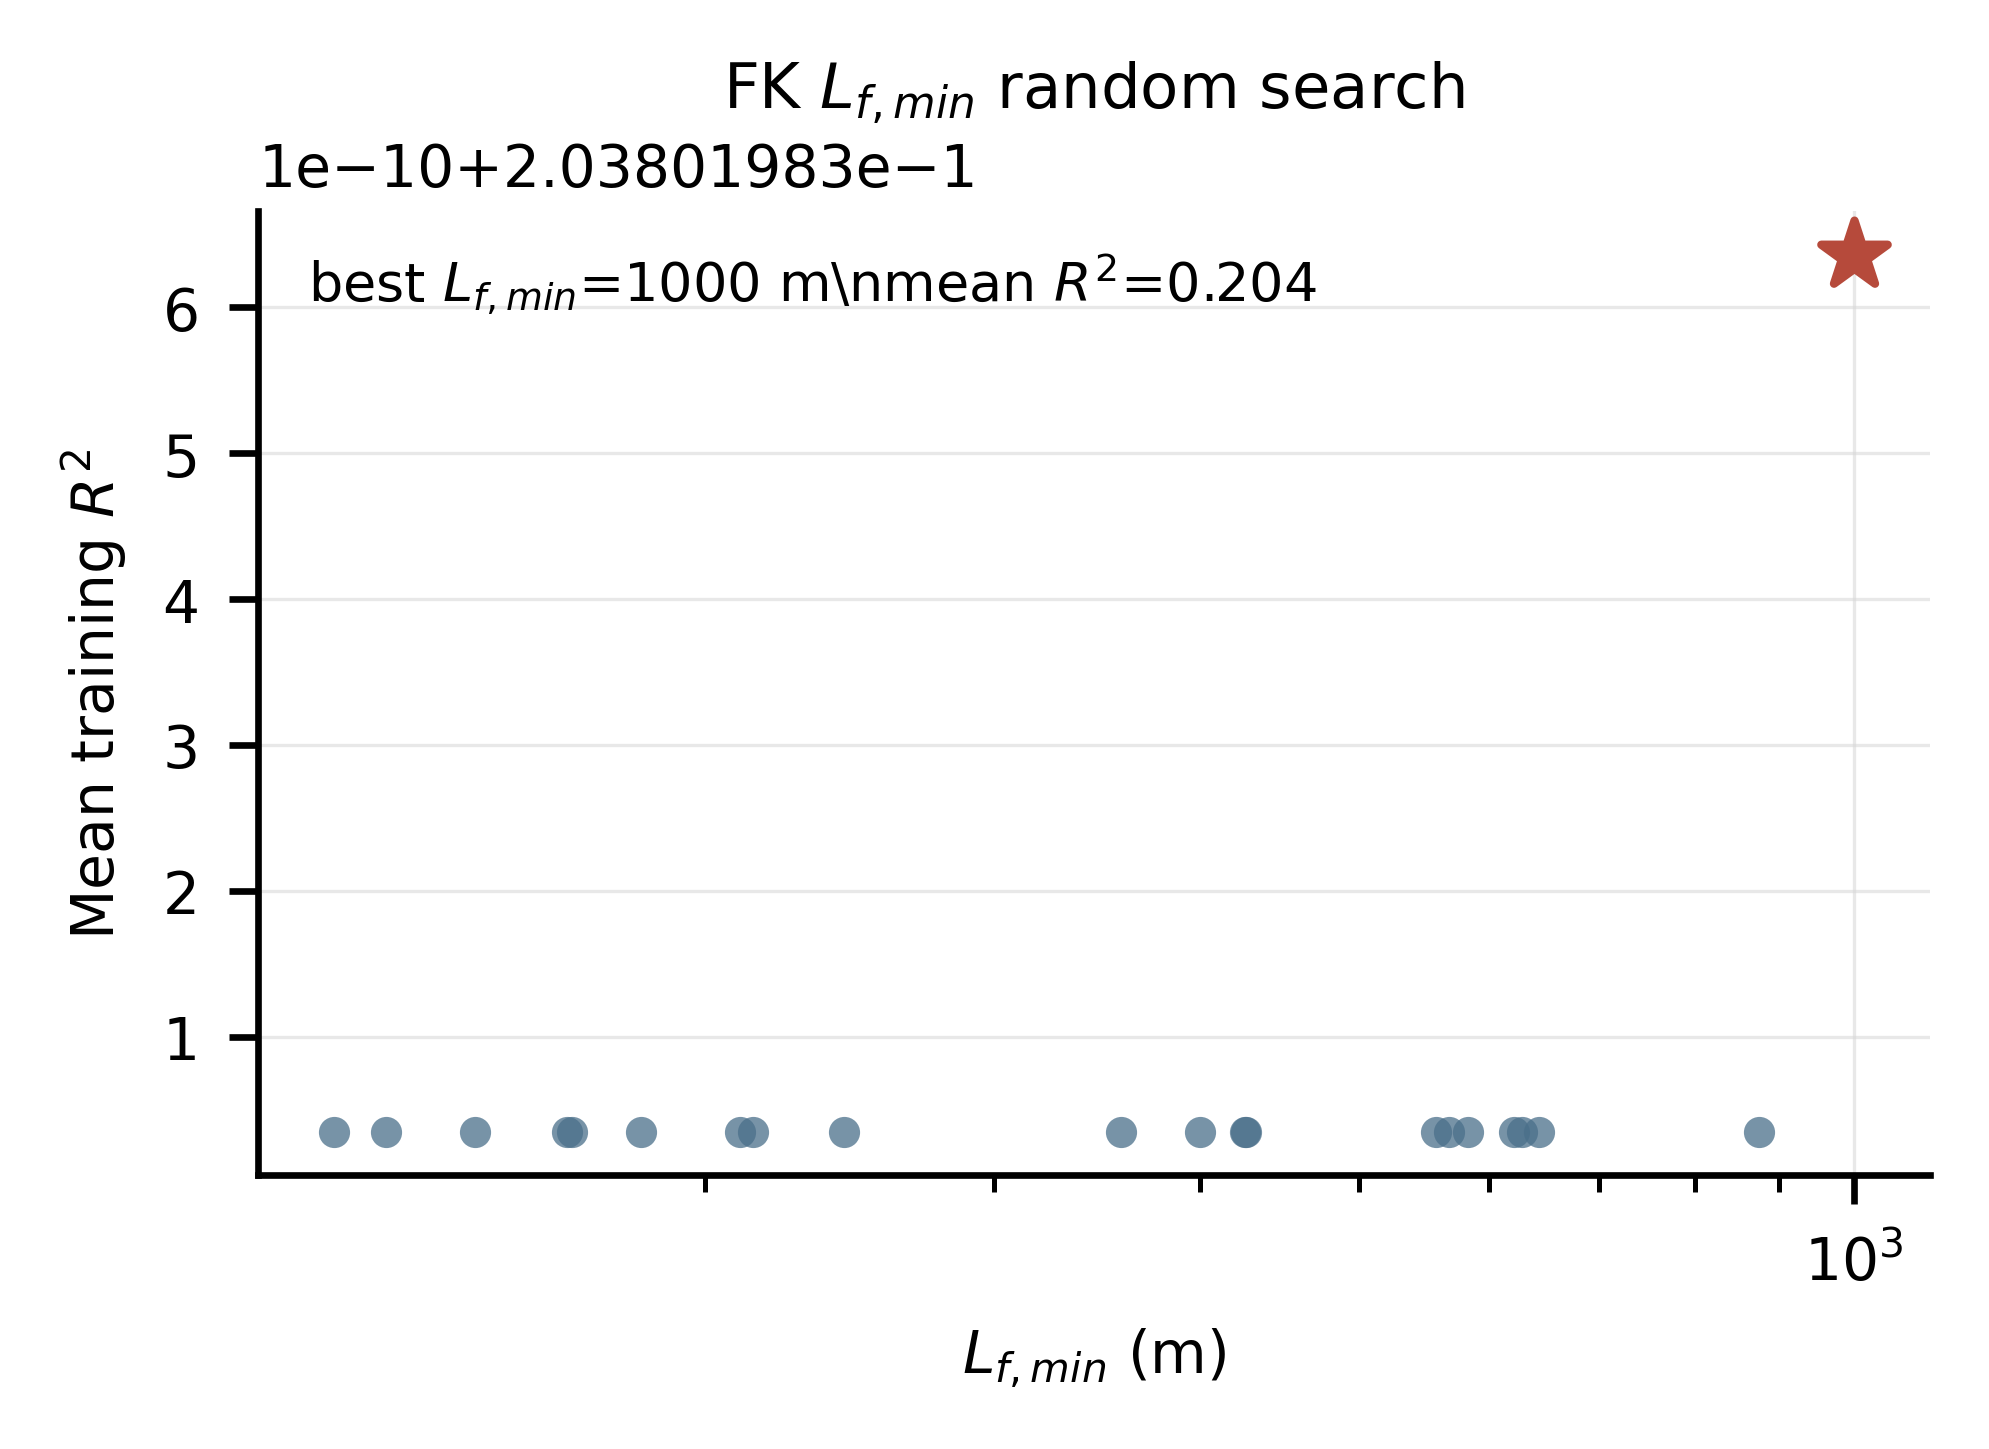 FK $L_{f,min}$ random search
1e−10+2.03801983e−1
best $L_{f,min}$=1000 m\nmean $R^2$=0.204
6
5
4
3
2
1
Mean training $R^2$
$10^3$
$L_{f,min}$ (m)